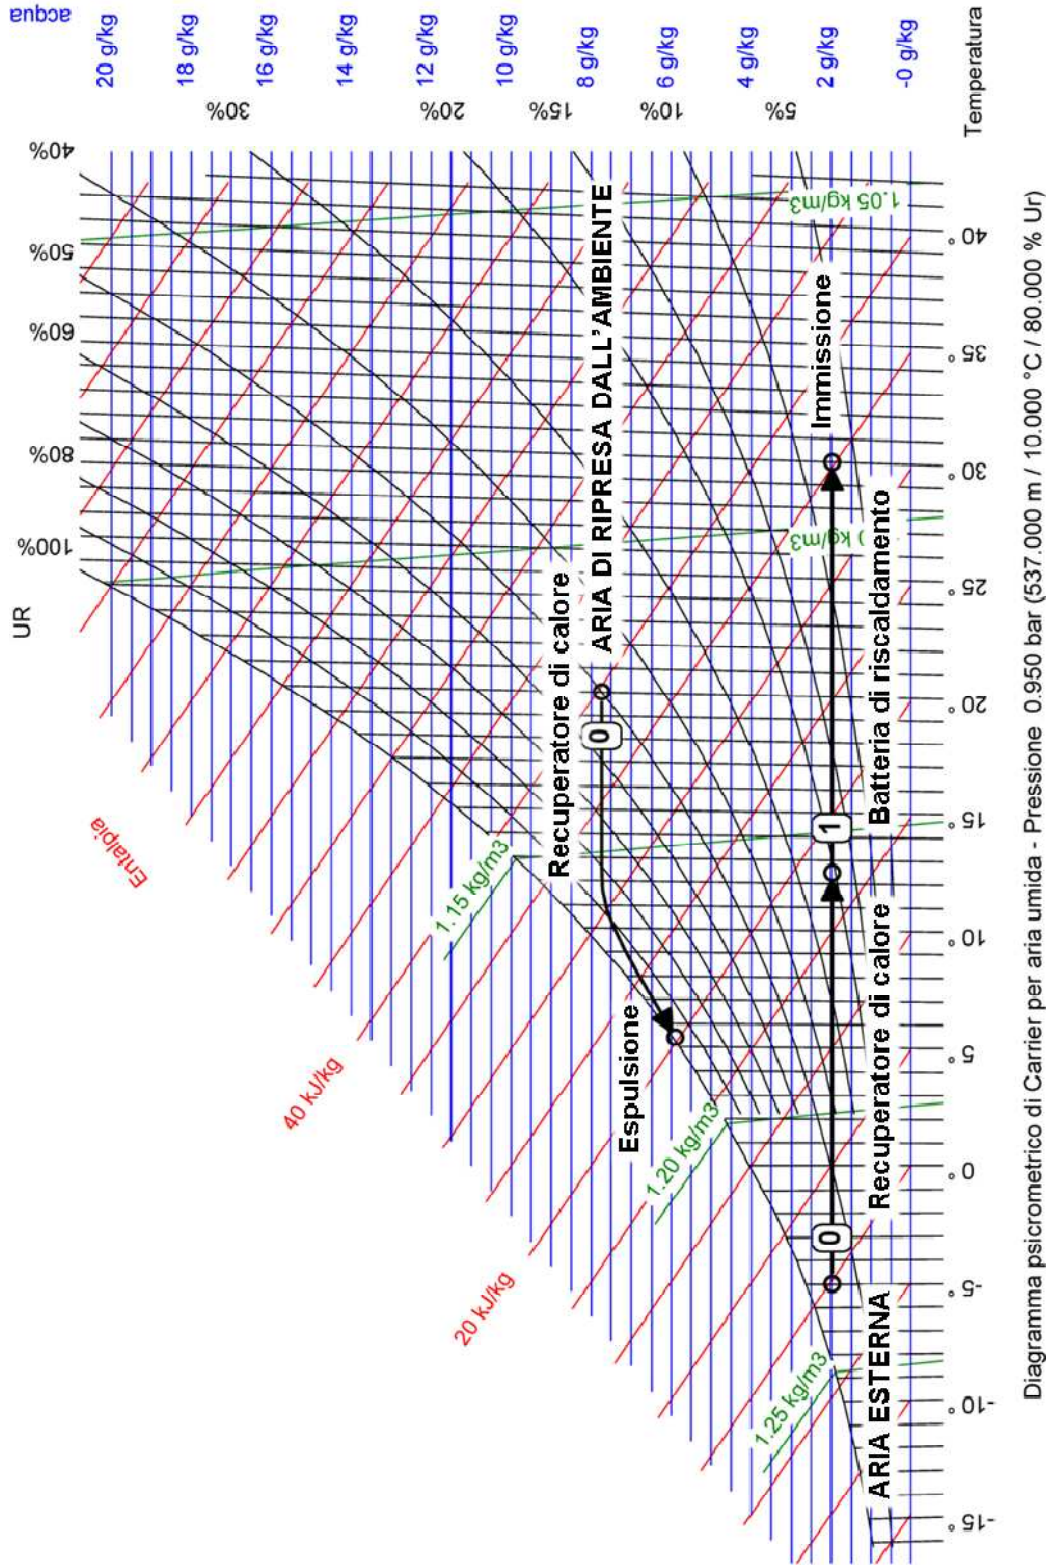 UR
acqua
100%
80%
60%
50%
40%
30%
20%
15%
10%
5%
20 g/kg
18 g/kg
16 g/kg
14 g/kg
12 g/kg
10 g/kg
8 g/kg
6 g/kg
4 g/kg
2 g/kg
-0 g/kg
Temperatura
Entalpia
40 kJ/kg
20 kJ/kg
1.15 kg/m3
1.20 kg/m3
1.25 kg/m3
1.05 kg/m3
kg/m3
Recuperatore di calore
ARIA DI RIPRESA DALL'AMBIENTE
0
Espulsione
Immissione
1
0
ARIA ESTERNA
Recuperatore di calore
Batteria di riscaldamento
-15°
-10°
-5°
0°
5°
10°
15°
20°
25°
30°
35°
40°
Diagramma psicrometrico di Carrier per aria umida - Pressione 0.950 bar (537.000 m / 10.000 °C / 80.000 % Ur)